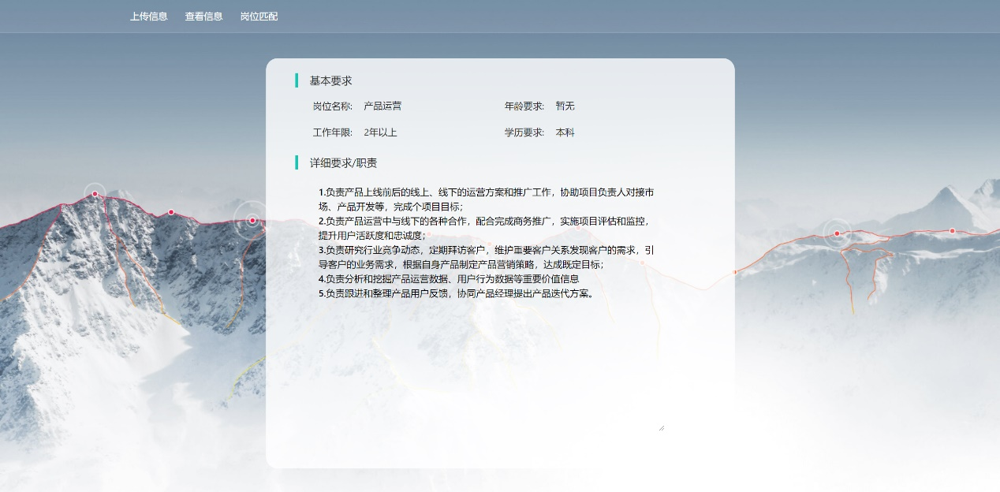 上传信息 查看信息 岗位匹配
基本要求
岗位名称: 产品运营 年龄要求: 暂无
工作年限: 2年以上 学历要求: 本科
详细要求/职责
1.负责产品上线前后的线上、线下的运营方案和推广工作，协助项目负责人对接市
场、产品开发等，完成个项目目标；
2.负责产品运营中与线下的各种合作，配合完成商务推广，实施项目评估和监控，
提升用户活跃度和忠诚度；
3.负责研究行业竞争动态，定期拜访客户，维护重要客户关系发现客户的需求，引
导客户的业务需求，根据自身产品制定产品营销策略，达成既定目标；
4.负责分析和挖掘产品运营数据、用户行为数据等重要价值信息
5.负责跟进和整理产品用户反馈，协同产品经理提出产品迭代方案。